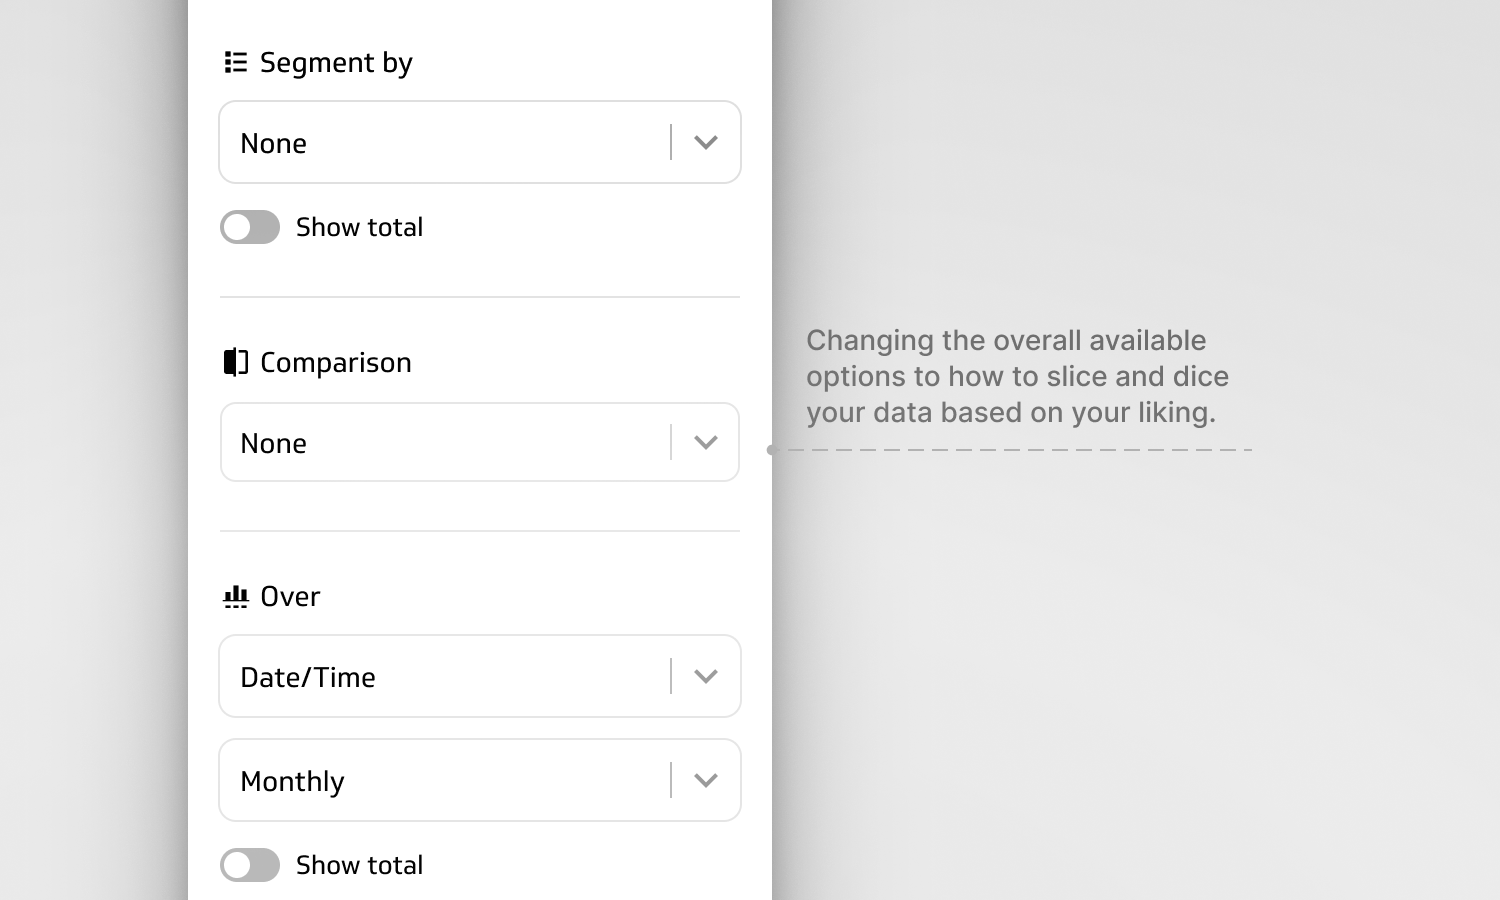 Segment by
None
Show total
Comparison
None
Changing the overall available
options to how to slice and dice
your data based on your liking.
Over
Date/Time
Monthly
Show total